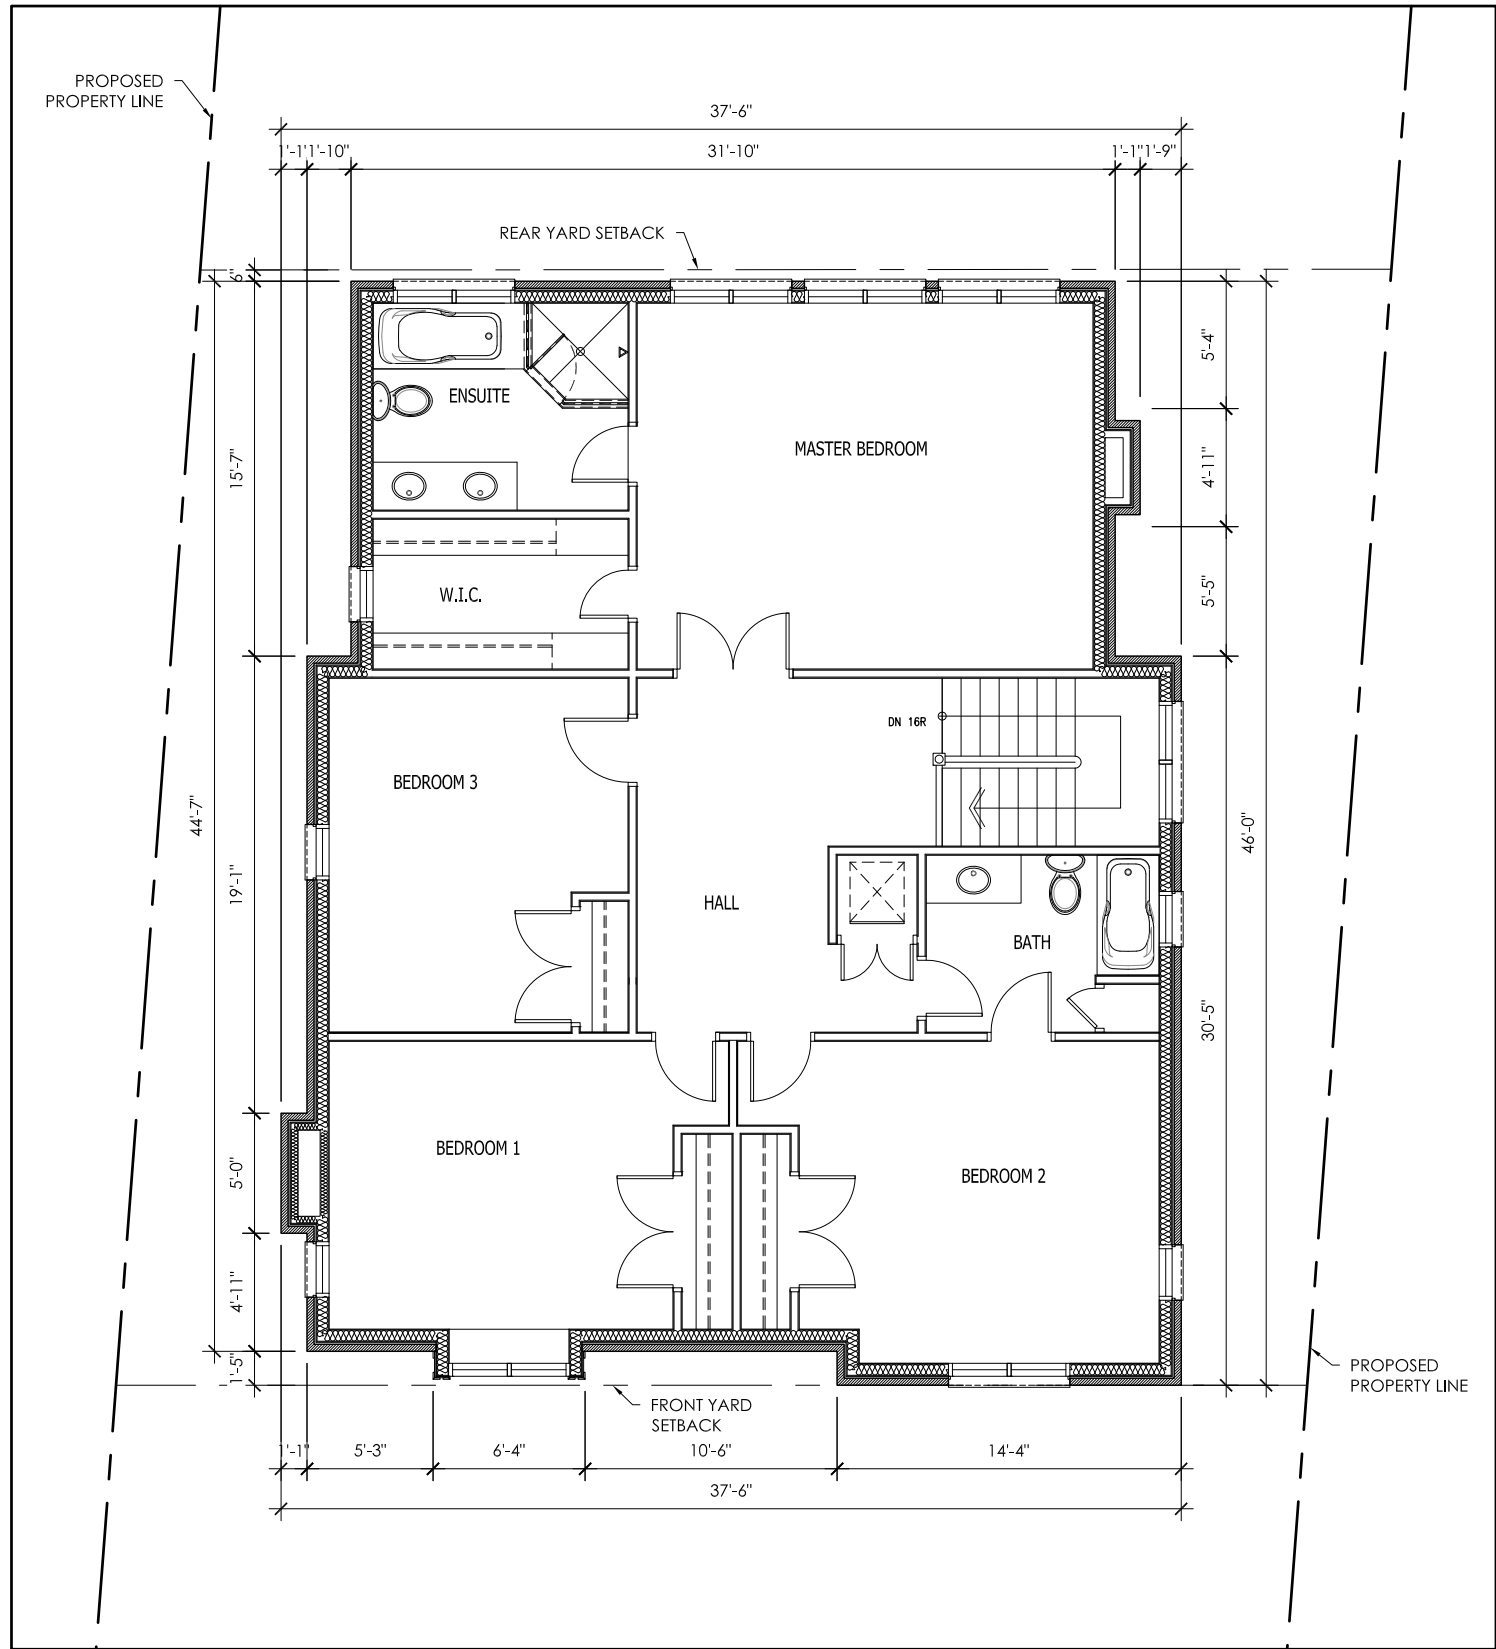 PROPOSED
PROPERTY LINE
37'-6"
1'-1"
1'-10"
31'-10"
1'-1"
1'-9"
REAR YARD SETBACK
6"
5'-4"
ENSUITE
MASTER BEDROOM
4'-11"
15'-7"
5'-5"
W.I.C.
DN 16R
BEDROOM 3
44'-7"
46'-0"
19'-1"
HALL
BATH
30'-5"
BEDROOM 1
BEDROOM 2
5'-0"
4'-11"
1'-5"
PROPOSED
PROPERTY LINE
FRONT YARD
SETBACK
1'-1"
5'-3"
6'-4"
10'-6"
14'-4"
37'-6"